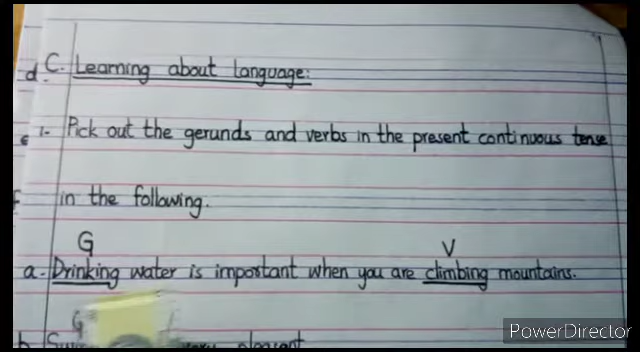 d C. Learning about language:
1- Pick out the gerunds and verbs in the present continuous tense
in the following.
G V
a- Drinking water is important when you are climbing mountains.
G
b pleasant
PowerDirector